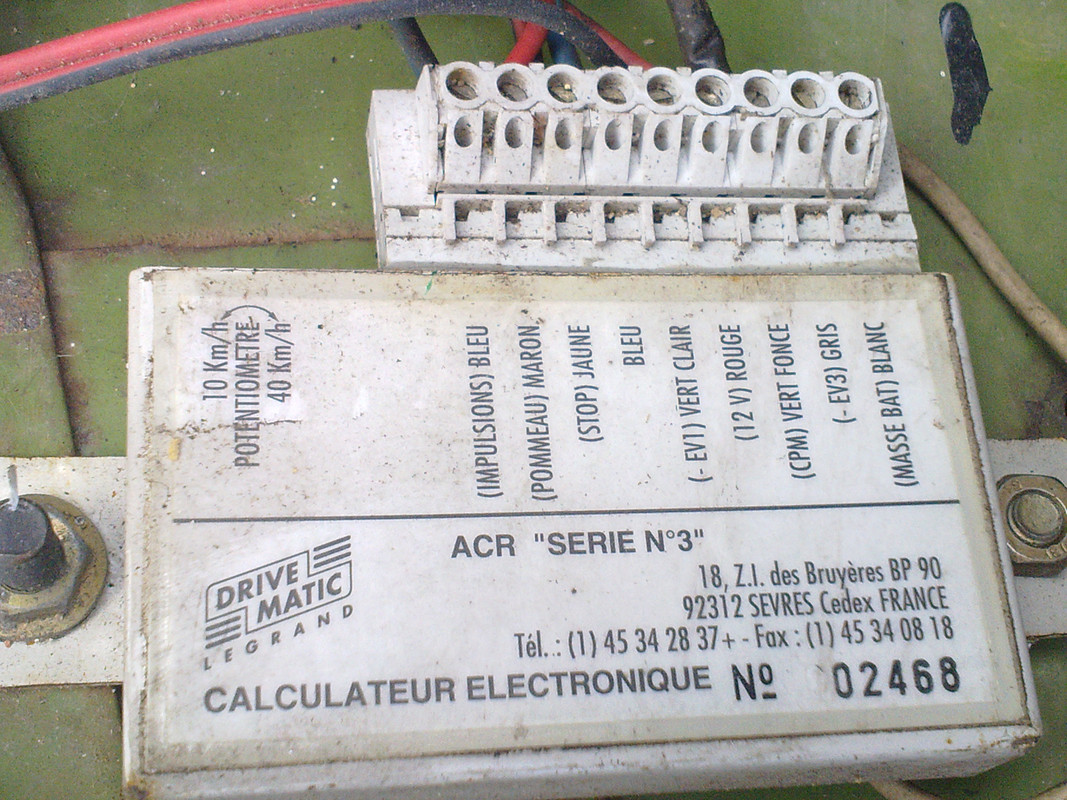 10 Km/h
POTENTIOMETRE
40 Km/h
(IMPULSIONS) BLEU
(POMMEAU) MARON
(STOP) JAUNE
BLEU
(- EV1) VERT CLAIR
(12 V) ROUGE
(CPM) VERT FONCE
(- EV3) GRIS
(MASSE BAT) BLANC
ACR "SERIE N°3"
DRIVE
MATIC
LEGRAND
18, Z.I. des Bruyères BP 90
92312 SEVRES Cedex FRANCE
Tél. : (1) 45 34 28 37+ - Fax : (1) 45 34 08 18
CALCULATEUR ELECTRONIQUE Nº 02468